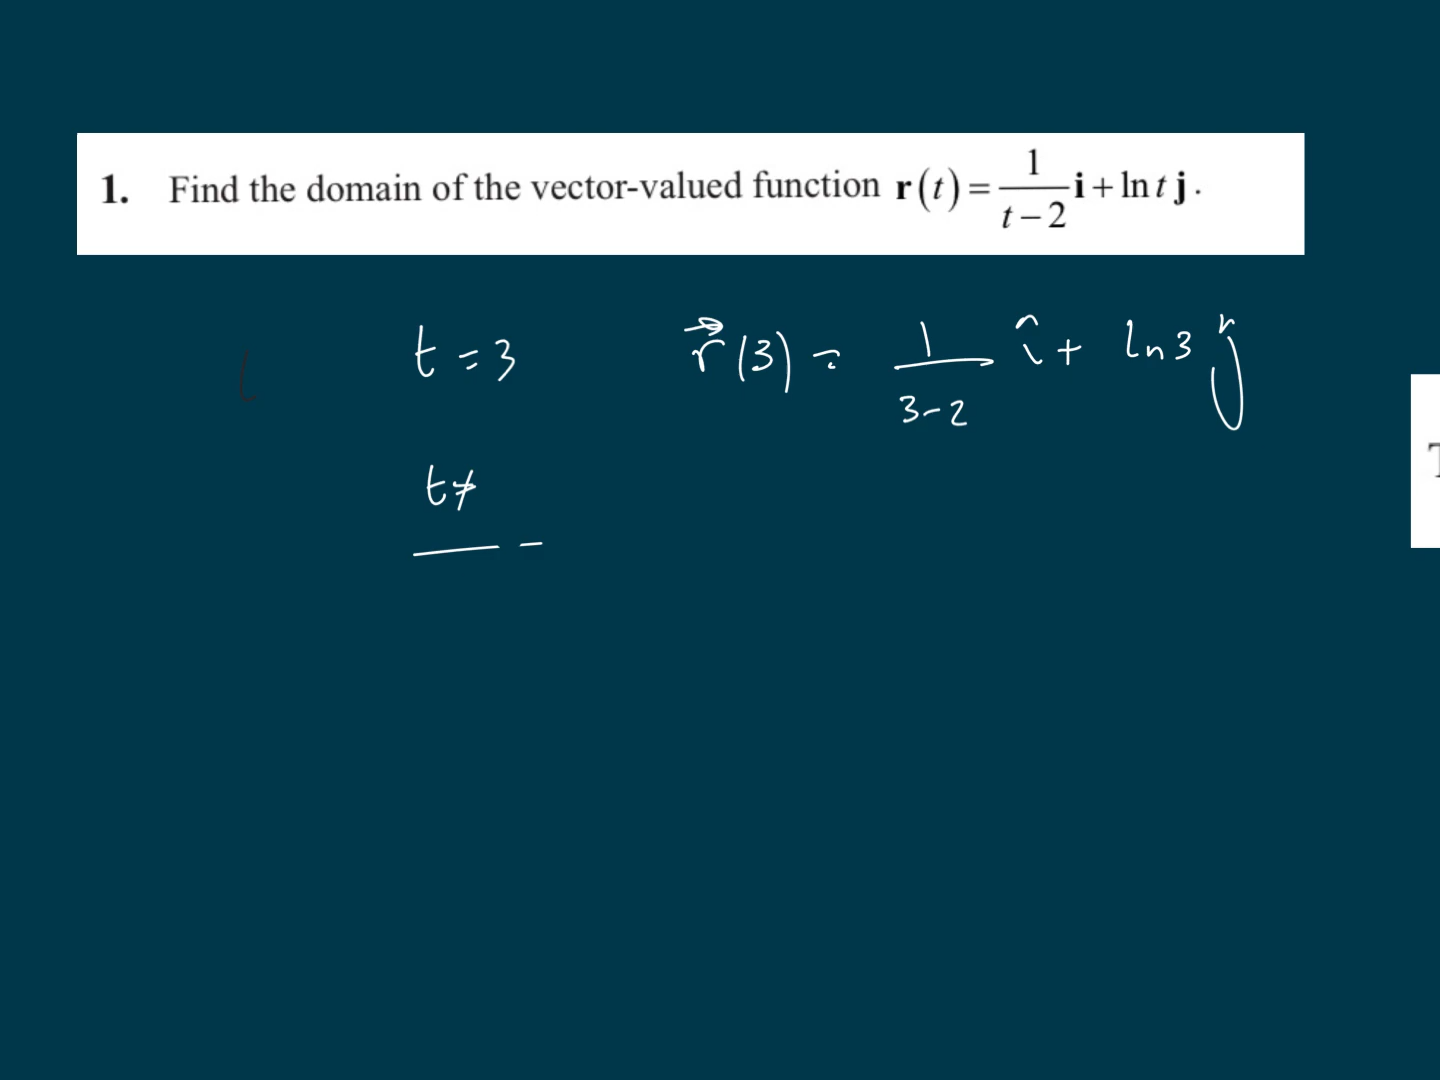 1. Find the domain of the vector-valued function r(t) = 1/(t − 2) i + ln t j.
t = 3 r⃗(3) = 1/(3-2) î + ln 3 ĵ
t ≠
T